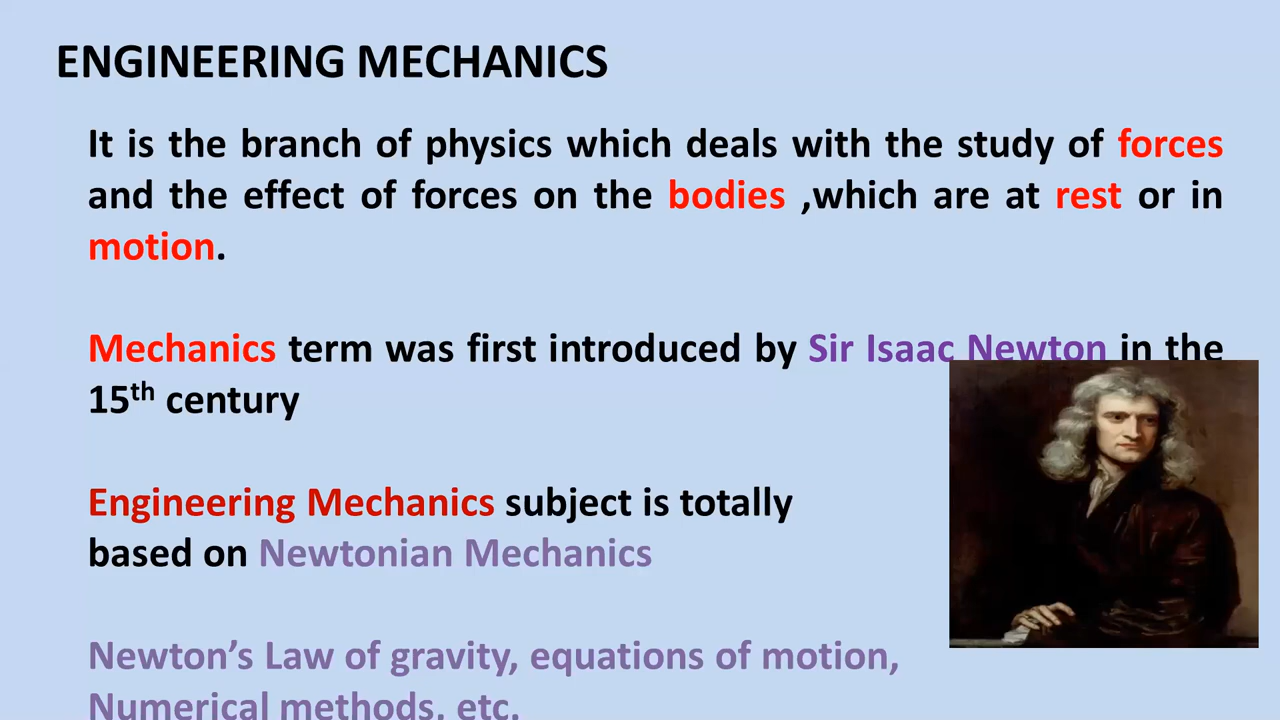 ENGINEERING MECHANICS
It is the branch of physics which deals with the study of forces
and the effect of forces on the bodies ,which are at rest or in
motion.
Mechanics term was first introduced by Sir Isaac Newton in the
15th century
Engineering Mechanics subject is totally
based on Newtonian Mechanics
Newton’s Law of gravity, equations of motion,
Numerical methods, etc.